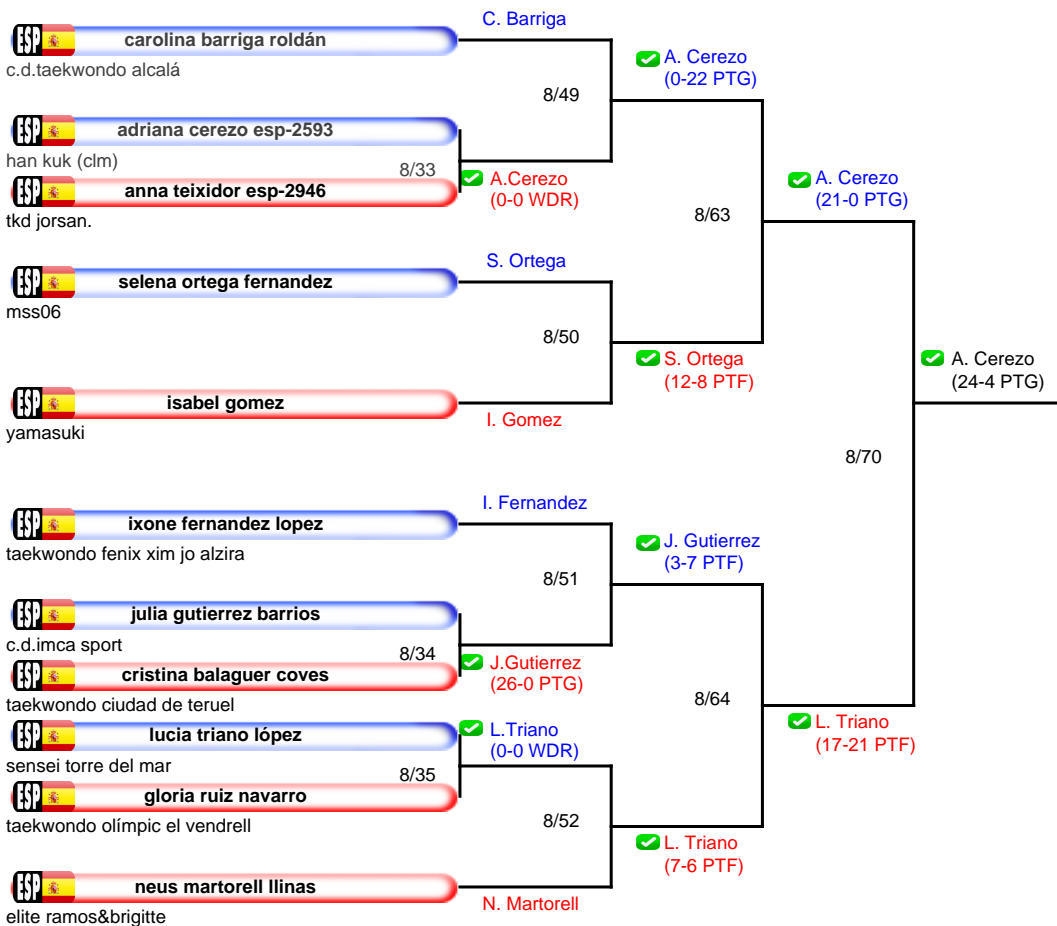 C. Barriga
ESP carolina barriga roldán
c.d.taekwondo alcalá
A. Cerezo
(0-22 PTG)
8/49
ESP adriana cerezo esp-2593
han kuk (clm)
8/33
ESP anna teixidor esp-2946
tkd jorsan.
A.Cerezo
(0-0 WDR)
A. Cerezo
(21-0 PTG)
8/63
S. Ortega
ESP selena ortega fernandez
mss06
8/50
S. Ortega
(12-8 PTF)
A. Cerezo
(24-4 PTG)
ESP isabel gomez
yamasuki
I. Gomez
8/70
I. Fernandez
ESP ixone fernandez lopez
taekwondo fenix xim jo alzira
J. Gutierrez
(3-7 PTF)
8/51
ESP julia gutierrez barrios
c.d.imca sport
8/34
ESP cristina balaguer coves
taekwondo ciudad de teruel
J.Gutierrez
(26-0 PTG)
8/64
ESP lucia triano lópez
sensei torre del mar
L.Triano
(0-0 WDR)
L. Triano
(17-21 PTF)
8/35
ESP gloria ruiz navarro
taekwondo olímpic el vendrell
8/52
L. Triano
(7-6 PTF)
ESP neus martorell llinas
elite ramos&brigitte
N. Martorell